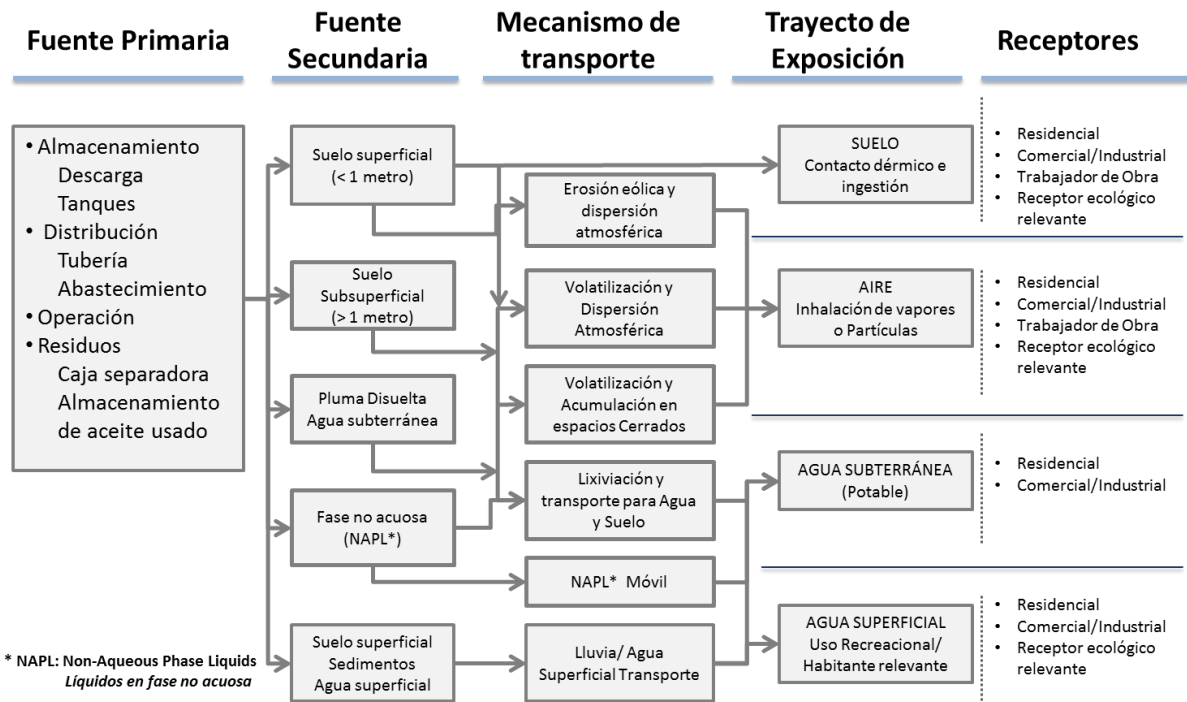 Fuente Primaria
Fuente
Secundaria
Mecanismo de
transporte
Trayecto de
Exposición
Receptores
• Almacenamiento
Descarga
Tanques
• Distribución
Tubería
Abastecimiento
• Operación
• Residuos
Caja separadora
Almacenamiento
de aceite usado
Suelo superficial
(< 1 metro)
Suelo
Subsuperficial
(> 1 metro)
Pluma Disuelta
Agua subterránea
Fase no acuosa
(NAPL*)
Suelo superficial
Sedimentos
Agua superficial
Erosión eólica y
dispersión
atmosférica
Volatilización y
Dispersión
Atmosférica
Volatilización y
Acumulación en
espacios Cerrados
Lixiviación y
transporte para Agua
y Suelo
NAPL* Móvil
Lluvia/ Agua
Superficial Transporte
SUELO
Contacto dérmico e
ingestión
AIRE
Inhalación de vapores
o Partículas
AGUA SUBTERRÁNEA
(Potable)
AGUA SUPERFICIAL
Uso Recreacional/
Habitante relevante
• Residencial
• Comercial/Industrial
• Trabajador de Obra
• Receptor ecológico
relevante
• Residencial
• Comercial/Industrial
• Trabajador de Obra
• Receptor ecológico
relevante
• Residencial
• Comercial/Industrial
• Residencial
• Comercial/Industrial
• Receptor ecológico
relevante
* NAPL: Non-Aqueous Phase Liquids
Líquidos en fase no acuosa